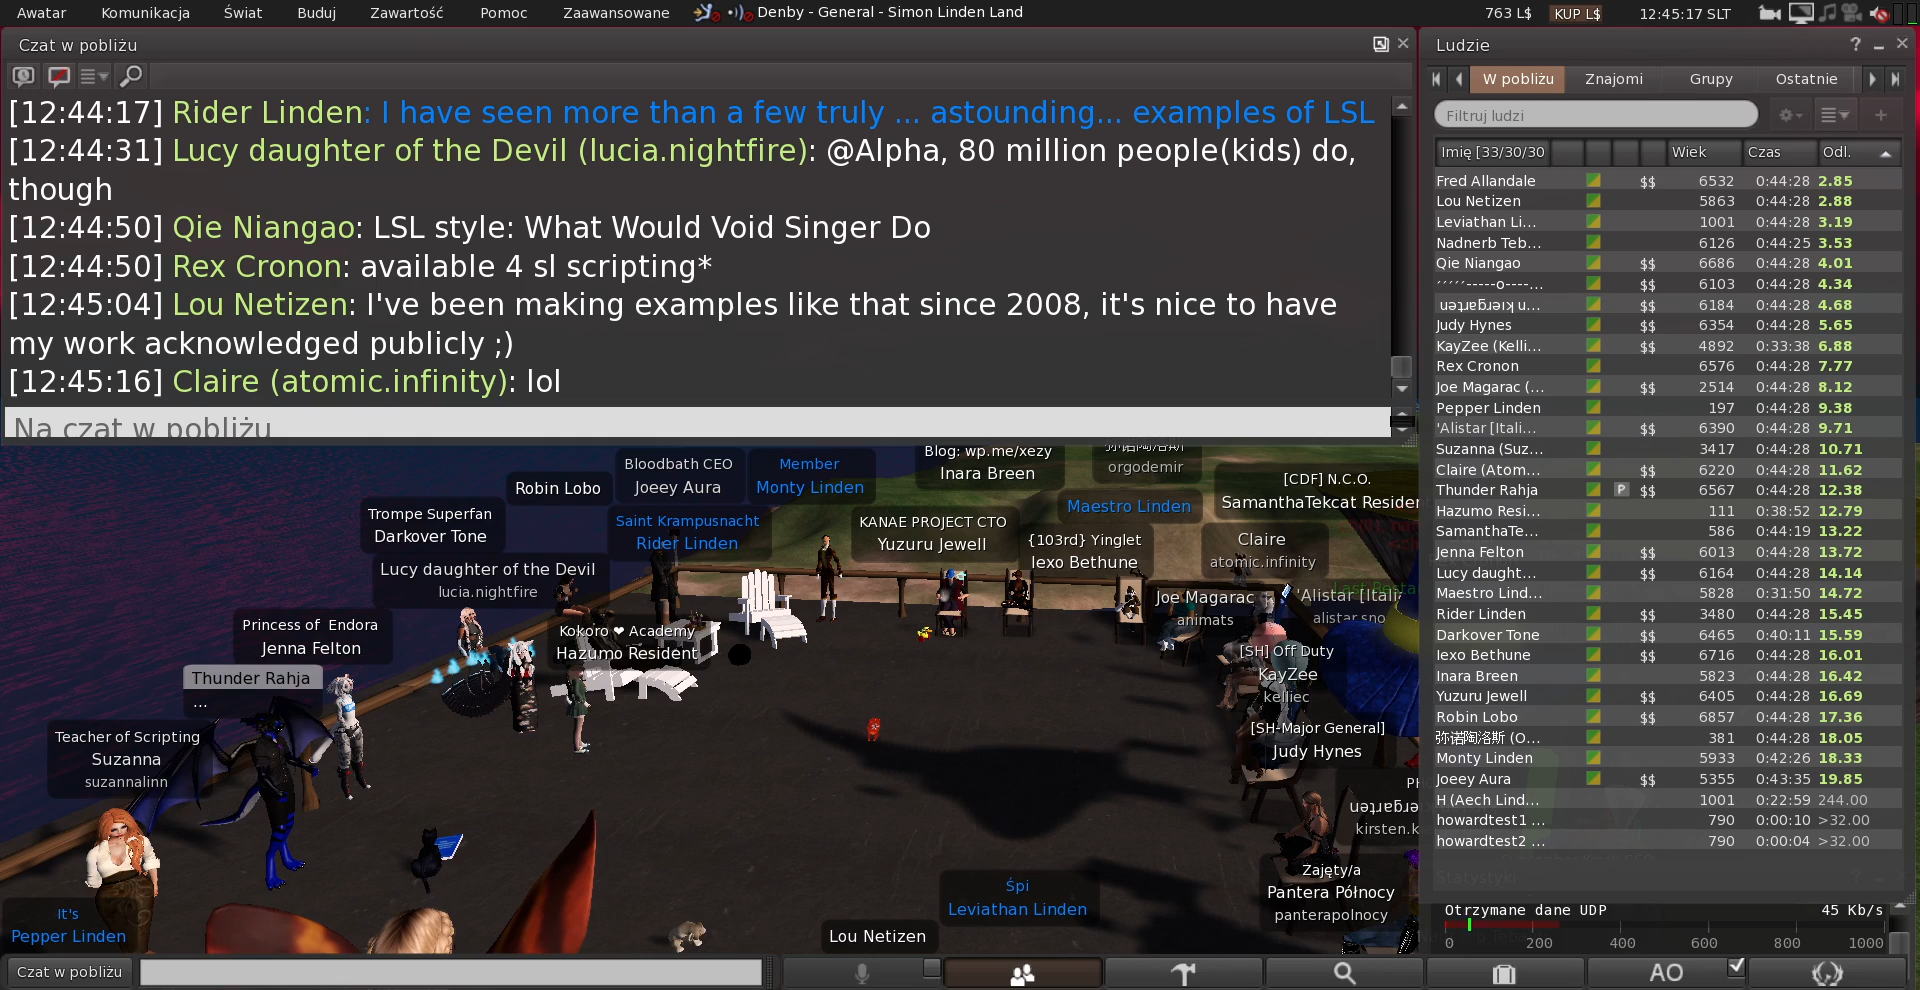 Awatar Komunikacja Świat Buduj Zawartość Pomoc Zaawansowane Denby - General - Simon Linden Land 763 L$ KUP L$ 12:45:17 SLT
Czat w pobliżu
[12:44:17] Rider Linden: I have seen more than a few truly ... astounding... examples of LSL
[12:44:31] Lucy daughter of the Devil (lucia.nightfire): @Alpha, 80 million people(kids) do,
though
[12:44:50] Qie Niangao: LSL style: What Would Void Singer Do
[12:44:50] Rex Cronon: available 4 sl scripting*
[12:45:04] Lou Netizen: I've been making examples like that since 2008, it's nice to have
my work acknowledged publicly ;)
[12:45:16] Claire (atomic.infinity): lol
Na czat w pobliżu
Bloodbath CEO
Joeey Aura
Member
Monty Linden
Blog: wp.me/xezy
Inara Breen
弥诺陶洛斯
orgodemir
Robin Lobo
[CDF] N.C.O.
SamanthaTekcat Resider
Trompe Superfan
Darkover Tone
Saint Krampusnacht
Rider Linden
KANAE PROJECT CTO
Yuzuru Jewell
Maestro Linden
{103rd} Yinglet
Iexo Bethune
Claire
atomic.infinity
Lucy daughter of the Devil
lucia.nightfire
Joe Magarac
animats
'Alistar [Itali
alistar.sno
Princess of Endora
Jenna Felton
Kokoro ❤ Academy
Hazumo Resident
[SH] Off Duty
KayZee
kelliec
Thunder Rahja
...
[SH-Major General]
Judy Hynes
Teacher of Scripting
Suzanna
suzannalinn
kirsten.k
Zajęty/a
Pantera Północy
panterapolnocy
Śpi
Leviathan Linden
It's
Pepper Linden
Lou Netizen
Czat w pobliżu
AO
Ludzie
W pobliżu Znajomi Grupy Ostatnie
Filtruj ludzi
Imię [33/30/30 Wiek Czas Odl.
Fred Allandale $$ 6532 0:44:28 2.85
Lou Netizen 5863 0:44:28 2.88
Leviathan Li... 1001 0:44:28 3.19
Nadnerb Teb... 6126 0:44:25 3.53
Qie Niangao $$ 6686 0:44:28 4.01
´´´´´-----o----... $$ 6103 0:44:28 4.34
uǝʇɹɐƃɹǝıʞ u... $$ 6184 0:44:28 4.68
Judy Hynes $$ 6354 0:44:28 5.65
KayZee (Kelli... $$ 4892 0:33:38 6.88
Rex Cronon 6576 0:44:28 7.77
Joe Magarac (... $$ 2514 0:44:28 8.12
Pepper Linden 197 0:44:28 9.38
'Alistar [Itali... $$ 6390 0:44:28 9.71
Suzanna (Suz... 3417 0:44:28 10.71
Claire (Atom... $$ 6220 0:44:28 11.62
Thunder Rahja P $$ 6567 0:44:28 12.38
Hazumo Resi... 111 0:38:52 12.79
SamanthaTe... 586 0:44:19 13.22
Jenna Felton $$ 6013 0:44:28 13.72
Lucy daught... $$ 6164 0:44:28 14.14
Maestro Lind... 5828 0:31:50 14.72
Rider Linden $$ 3480 0:44:28 15.45
Darkover Tone $$ 6465 0:40:11 15.59
Iexo Bethune $$ 6716 0:44:28 16.01
Inara Breen 5823 0:44:28 16.42
Yuzuru Jewell $$ 6405 0:44:28 16.69
Robin Lobo $$ 6857 0:44:28 17.36
弥诺陶洛斯 (O... 381 0:44:28 18.05
Monty Linden 5933 0:42:26 18.33
Joeey Aura $$ 5355 0:43:35 19.85
H (Aech Lind... 1001 0:22:59 244.00
howardtest1 ... 790 0:00:10 >32.00
howardtest2 ... 790 0:00:04 >32.00
Statystyki
Otrzymane dane UDP 45 Kb/s
0 200 400 600 800 1000